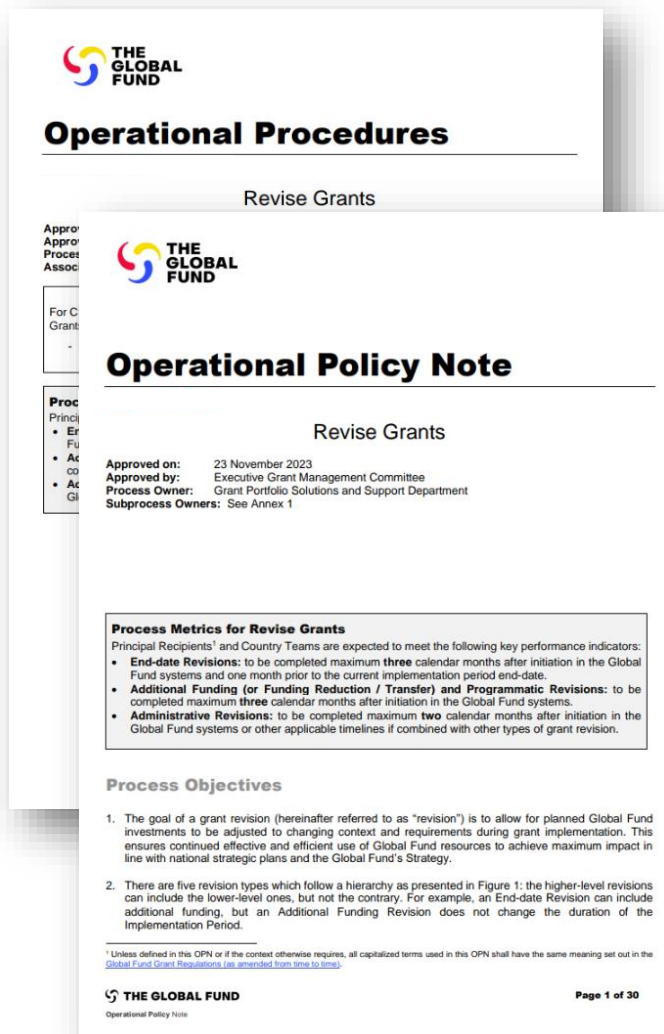 THE
GLOBAL
FUND
Operational Procedures
Revise Grants
Appro
Appro
Proces
Assoc
For C
Grant
-
Proc
Princi
• En
Fu
• Ad
co
• Ad
Gl
THE
GLOBAL
FUND
Operational Policy Note
Revise Grants
Approved on: 23 November 2023
Approved by: Executive Grant Management Committee
Process Owner: Grant Portfolio Solutions and Support Department
Subprocess Owners: See Annex 1
Process Metrics for Revise Grants
Principal Recipients¹ and Country Teams are expected to meet the following key performance indicators:
• End-date Revisions: to be completed maximum three calendar months after initiation in the Global
Fund systems and one month prior to the current implementation period end-date.
• Additional Funding (or Funding Reduction / Transfer) and Programmatic Revisions: to be
completed maximum three calendar months after initiation in the Global Fund systems.
• Administrative Revisions: to be completed maximum two calendar months after initiation in the
Global Fund systems or other applicable timelines if combined with other types of grant revision.
Process Objectives
1. The goal of a grant revision (hereinafter referred to as “revision”) is to allow for planned Global Fund
investments to be adjusted to changing context and requirements during grant implementation. This
ensures continued effective and efficient use of Global Fund resources to achieve maximum impact in
line with national strategic plans and the Global Fund’s Strategy.
2. There are five revision types which follow a hierarchy as presented in Figure 1: the higher-level revisions
can include the lower-level ones, but not the contrary. For example, an End-date Revision can include
additional funding, but an Additional Funding Revision does not change the duration of the
Implementation Period.
¹ Unless defined in this OPN or if the context otherwise requires, all capitalized terms used in this OPN shall have the same meaning set out in the
Global Fund Grant Regulations (as amended from time to time).
THE GLOBAL FUND
Page 1 of 30
Operational Policy Note